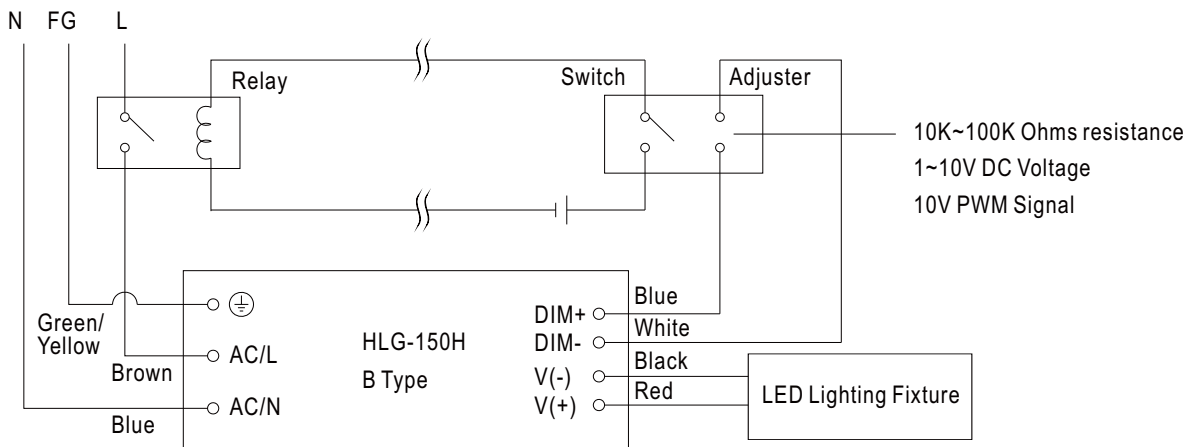 N FG L
Relay
Switch
Adjuster
10K~100K Ohms resistance
1~10V DC Voltage
10V PWM Signal
Green/
Yellow
Brown
Blue
AC/L
AC/N
HLG-150H
B Type
DIM+
DIM-
V(-)
V(+)
Blue
White
Black
Red
LED Lighting Fixture